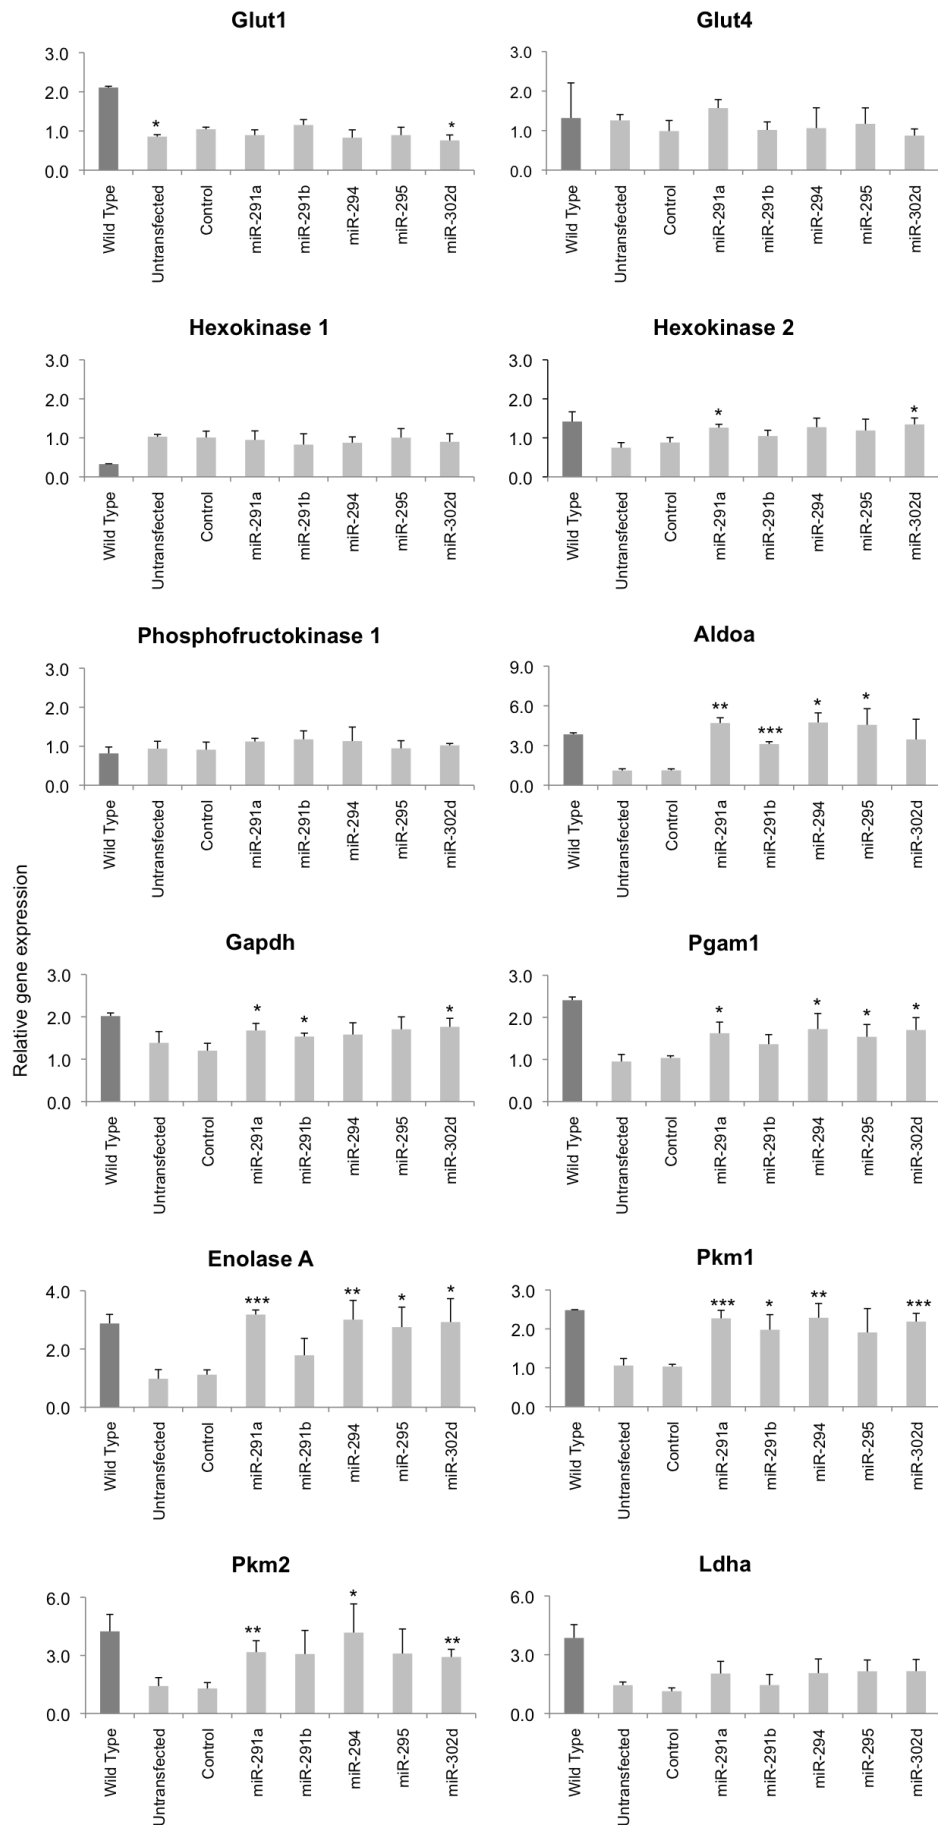 Glut1
3.0
2.0
1.0
0.0
*
*
Wild Type
Untransfected
Control
miR-291a
miR-291b
miR-294
miR-295
miR-302d
Glut4
3.0
2.0
1.0
0.0
Wild Type
Untransfected
Control
miR-291a
miR-291b
miR-294
miR-295
miR-302d
Hexokinase 1
3.0
2.0
1.0
0.0
Wild Type
Untransfected
Control
miR-291a
miR-291b
miR-294
miR-295
miR-302d
Hexokinase 2
3.0
2.0
1.0
0.0
*
*
Wild Type
Untransfected
Control
miR-291a
miR-291b
miR-294
miR-295
miR-302d
Phosphofructokinase 1
3.0
2.0
1.0
0.0
Wild Type
Untransfected
Control
miR-291a
miR-291b
miR-294
miR-295
miR-302d
Aldoa
9.0
6.0
3.0
0.0
**
***
*
*
Wild Type
Untransfected
Control
miR-291a
miR-291b
miR-294
miR-295
miR-302d
Relative gene expression
Gapdh
3.0
2.0
1.0
0.0
*
*
*
Wild Type
Untransfected
Control
miR-291a
miR-291b
miR-294
miR-295
miR-302d
Pgam1
3.0
2.0
1.0
0.0
*
*
*
*
Wild Type
Untransfected
Control
miR-291a
miR-291b
miR-294
miR-295
miR-302d
Enolase A
4.0
2.0
0.0
***
**
*
*
Wild Type
Untransfected
Control
miR-291a
miR-291b
miR-294
miR-295
miR-302d
Pkm1
3.0
2.0
1.0
0.0
***
*
**
***
Wild Type
Untransfected
Control
miR-291a
miR-291b
miR-294
miR-295
miR-302d
Pkm2
6.0
3.0
0.0
**
*
**
Wild Type
Untransfected
Control
miR-291a
miR-291b
miR-294
miR-295
miR-302d
Ldha
6.0
3.0
0.0
Wild Type
Untransfected
Control
miR-291a
miR-291b
miR-294
miR-295
miR-302d